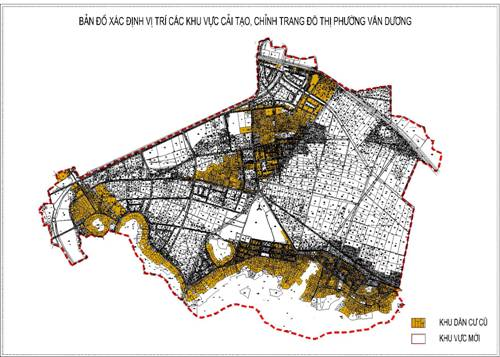 BẢN ĐỒ XÁC ĐỊNH VỊ TRÍ CÁC KHU VỰC CẢI TẠO, CHỈNH TRANG ĐÔ THỊ PHƯỜNG VÂN DƯƠNG
KHU DÂN CƯ CŨ
KHU VỰC MỚI